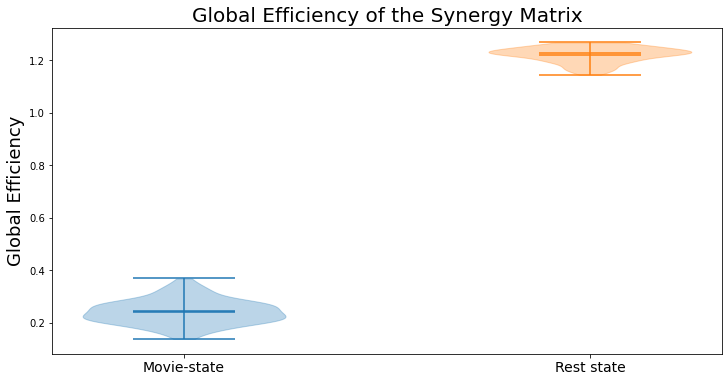 Global Efficiency of the Synergy Matrix
Global Efficiency
1.2
1.0
0.8
0.6
0.4
0.2
Movie-state
Rest state